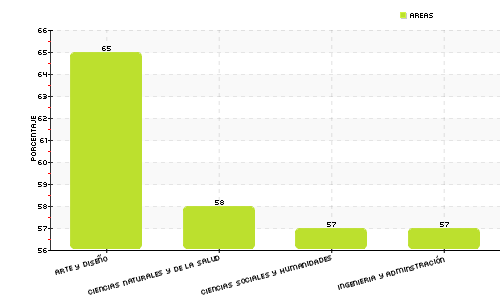 AREAS
66
65
64
63
62
61
60
59
58
57
56
PORCENTAJE
65
58
57
57
ARTE Y DISEÑO
CIENCIAS NATURALES Y DE LA SALUD
CIENCIAS SOCIALES Y HUMANIDADES
INGENIERIA Y ADMINSTRACIÓN